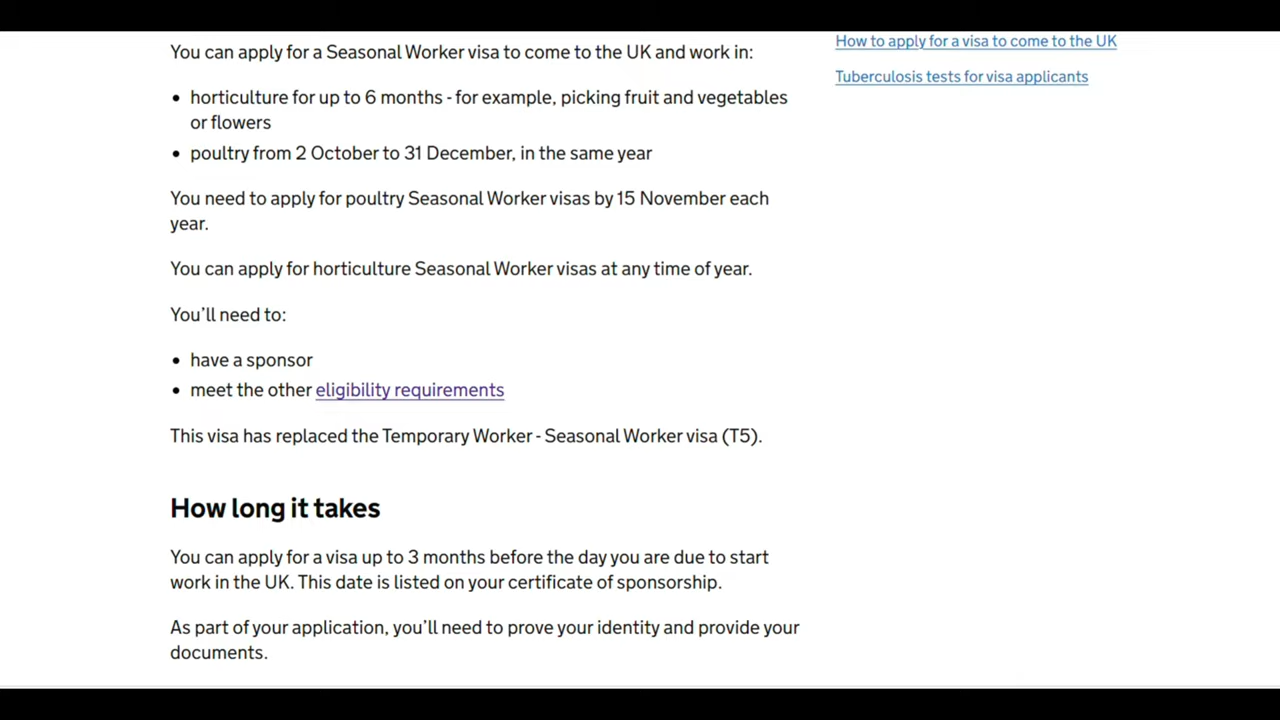 You can apply for a Seasonal Worker visa to come to the UK and work in:
• horticulture for up to 6 months - for example, picking fruit and vegetables
or flowers
• poultry from 2 October to 31 December, in the same year
You need to apply for poultry Seasonal Worker visas by 15 November each
year.
You can apply for horticulture Seasonal Worker visas at any time of year.
You’ll need to:
• have a sponsor
• meet the other eligibility requirements
This visa has replaced the Temporary Worker - Seasonal Worker visa (T5).
How long it takes
You can apply for a visa up to 3 months before the day you are due to start
work in the UK. This date is listed on your certificate of sponsorship.
As part of your application, you’ll need to prove your identity and provide your
documents.
How to apply for a visa to come to the UK
Tuberculosis tests for visa applicants